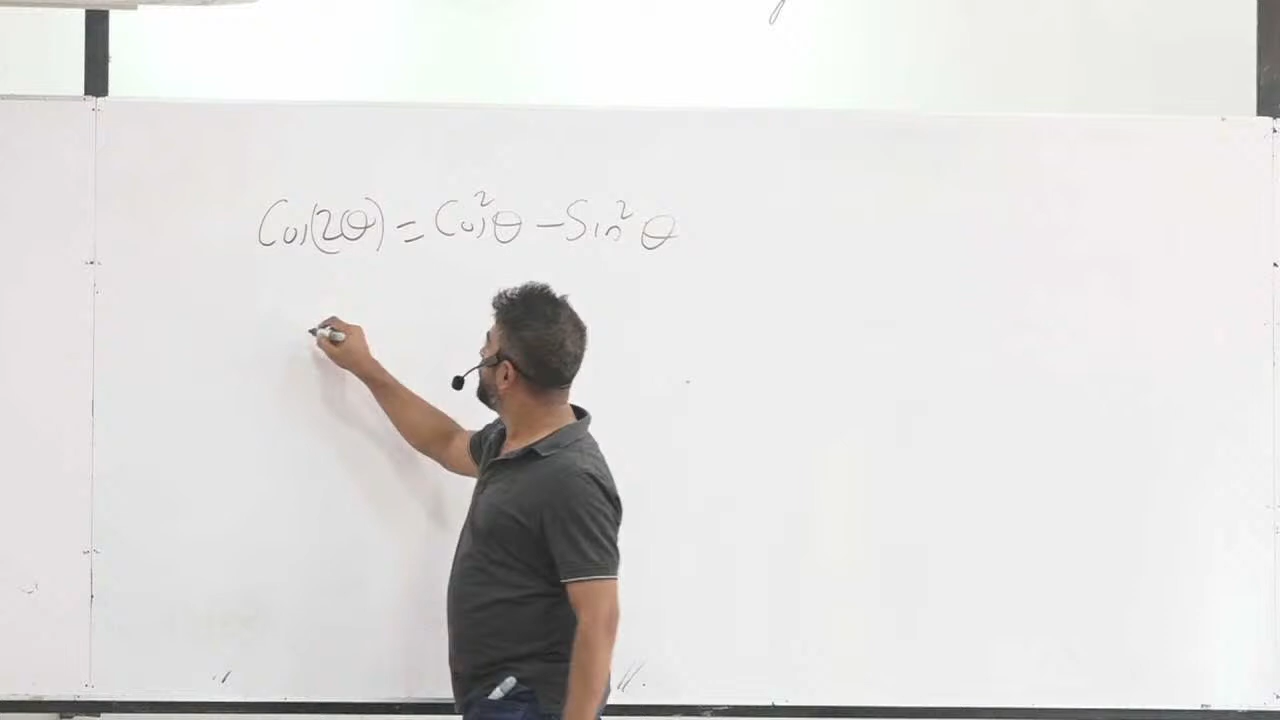 Cos(2θ) = Cos²θ - Sin²θ